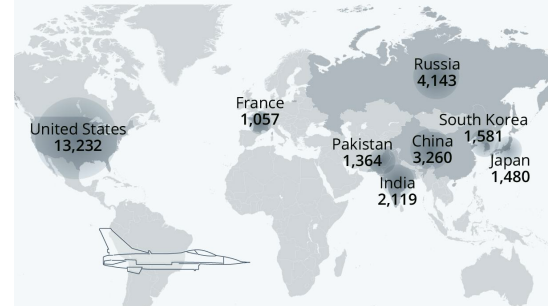 Russia
4,143
France
1,057
United States
13,232
South Korea
1,581
Pakistan
1,364
China
3,260
Japan
1,480
India
2,119